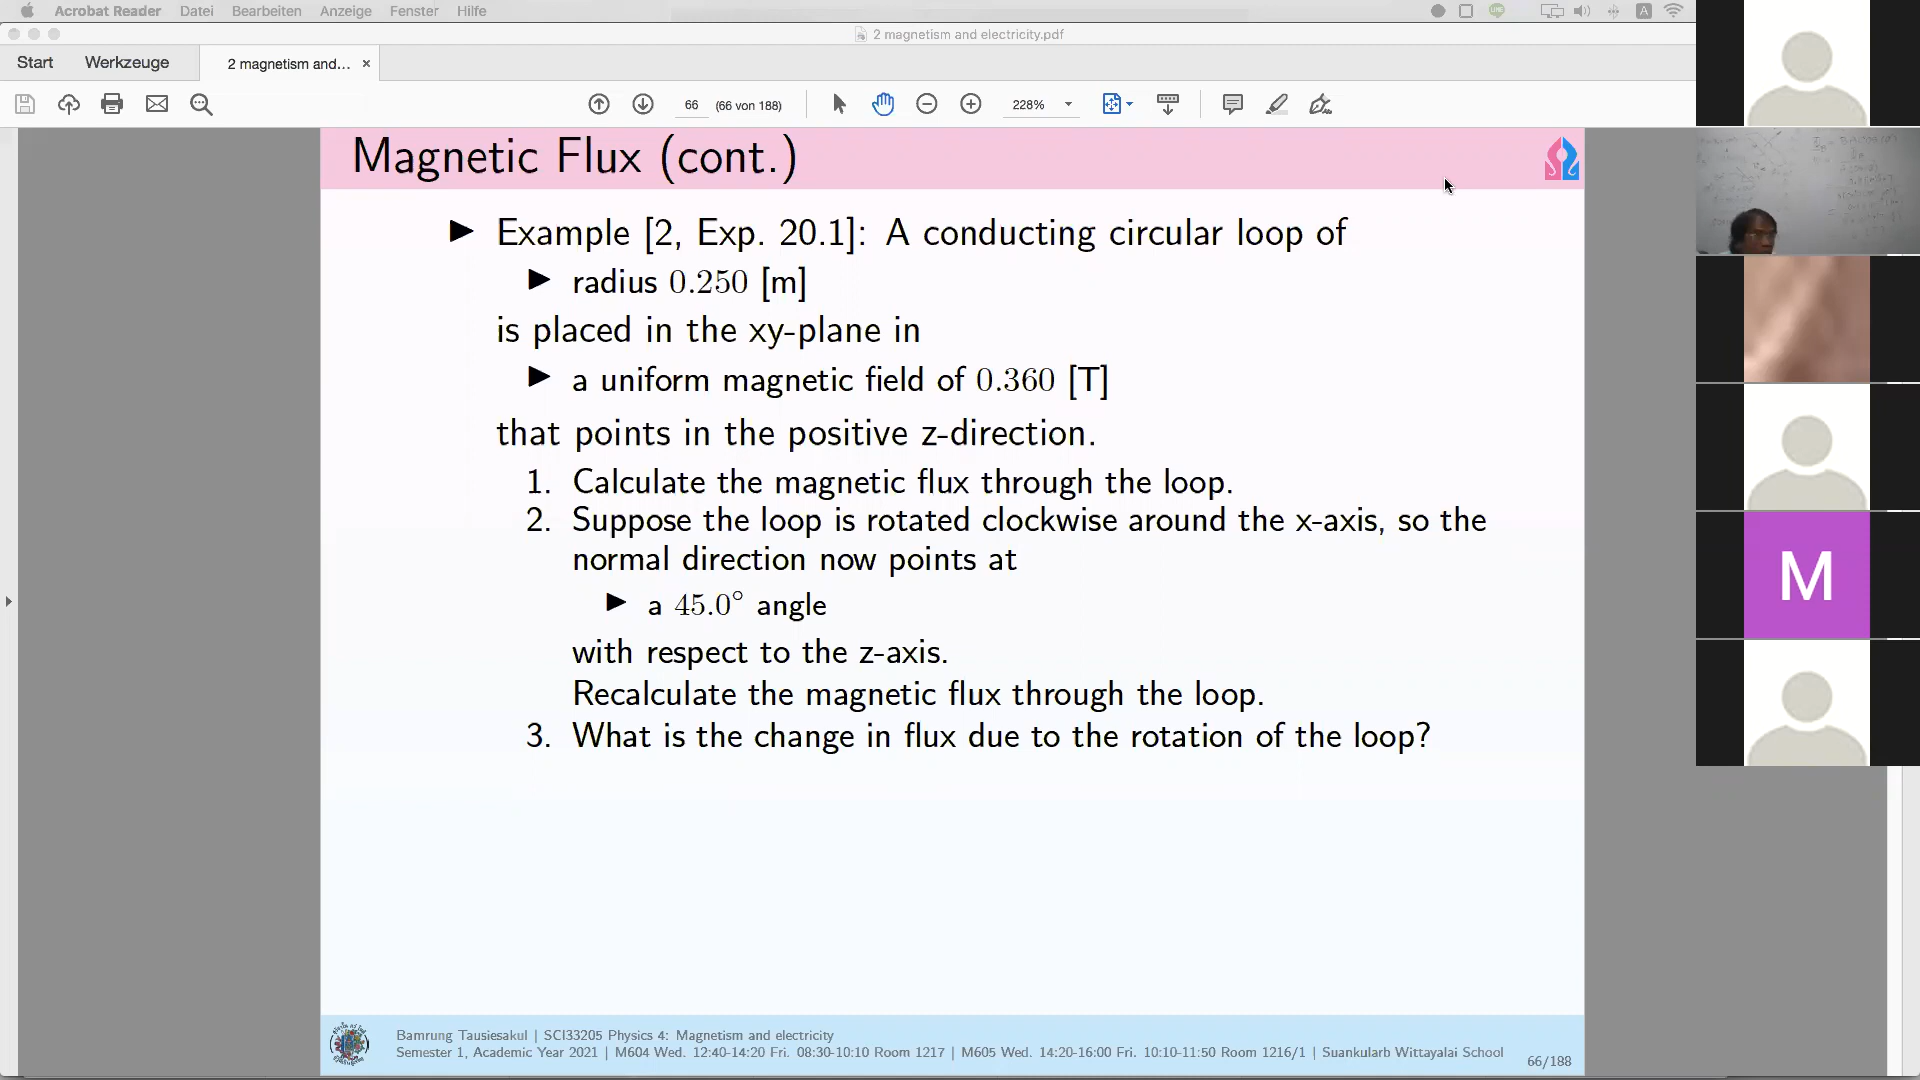 Acrobat Reader Datei Bearbeiten Anzeige Fenster Hilfe
2 magnetism and electricity.pdf
Start Werkzeuge 2 magnetism and... ×
66 (66 von 188) 228%
Magnetic Flux (cont.)
▶ Example [2, Exp. 20.1]: A conducting circular loop of
▶ radius 0.250 [m]
is placed in the xy-plane in
▶ a uniform magnetic field of 0.360 [T]
that points in the positive z-direction.
1. Calculate the magnetic flux through the loop.
2. Suppose the loop is rotated clockwise around the x-axis, so the
normal direction now points at
▶ a 45.0° angle
with respect to the z-axis.
Recalculate the magnetic flux through the loop.
3. What is the change in flux due to the rotation of the loop?
M
Bamrung Tausiesakul | SCI33205 Physics 4: Magnetism and electricity
Semester 1, Academic Year 2021 | M604 Wed. 12:40-14:20 Fri. 08:30-10:10 Room 1217 | M605 Wed. 14:20-16:00 Fri. 10:10-11:50 Room 1216/1 | Suankularb Wittayalai School
66/188